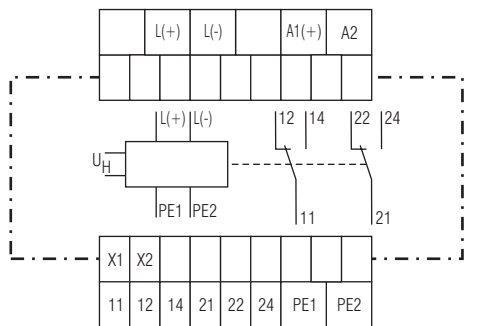 L(+) L(-) A1(+) A2
L(+) L(-) 12 14 22 24
UH
PE1 PE2 11 21
X1 X2
11 12 14 21 22 24 PE1 PE2